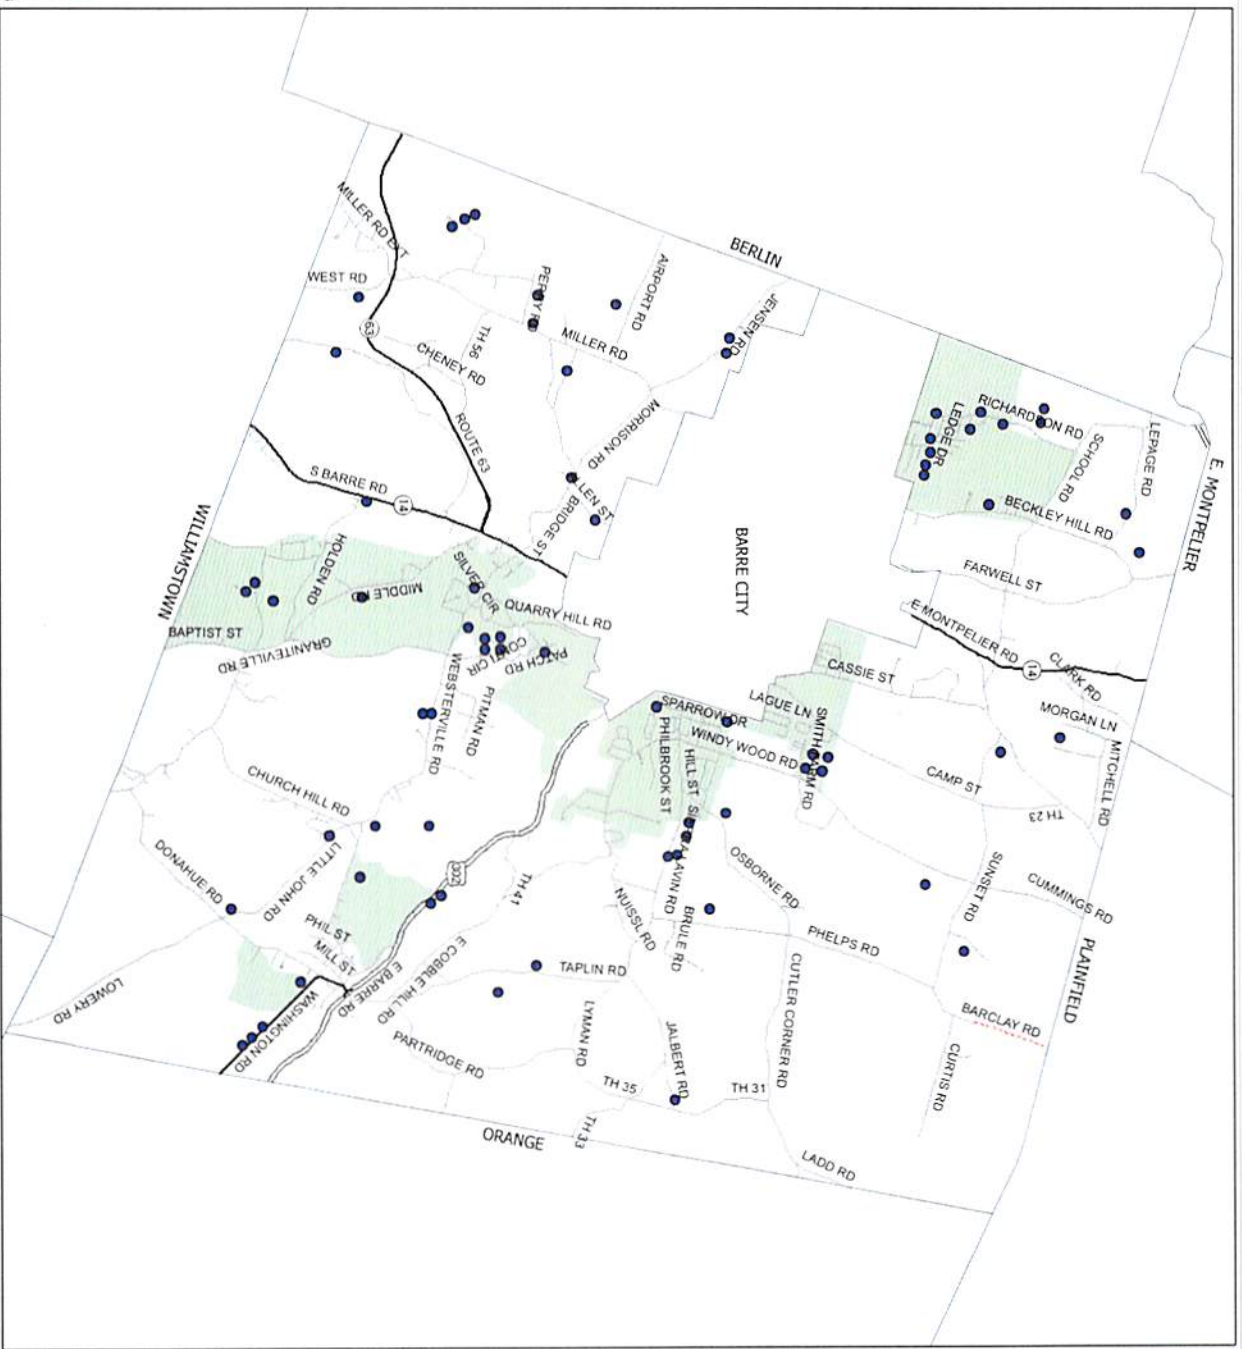 BERLIN
MILLER RD EXT
WEST RD
PERRY RD
AIRPORT RD
JENSEN RD
63
TH 56
MILLER RD
CHENEY RD
MORRISON RD
ROUTE 63
S BARRE RD
14
ALLEN ST
BRIDGE ST
LEDGE DR
RICHARDSON RD
SCHOOL RD
LEPAGE RD
E. MONTPELIER
BECKLEY HILL RD
FARWELL ST
BARRE CITY
WILLIAMSTOWN
HOLDEN RD
MIDDLE RD
SILVER CIR
QUARRY HILL RD
BAPTIST ST
GRANITEVILLE RD
CONTI CIR
PATCH RD
WEBSTERVILLE RD
PITMAN RD
E MONTPELIER RD
14
CLARK RD
CASSIE ST
MORGAN LN
LAGUE LN
SPARROW DR
SMITH FARM RD
WINDY WOOD RD
PHILBROOK ST
HILL ST
MITCHELL RD
CAMP ST
TH 23
CHURCH HILL RD
LITTLE JOHN RD
DONAHUE RD
302
TH 41
OSBORNE RD
SUNSET RD
CUMMINGS RD
NUISSL RD
BRULE RD
PHELPS RD
PHIL ST
MILL ST
E COBBLE HILL RD
E BARRE RD
TAPLIN RD
CUTLER CORNER RD
PLAINFIELD
LOWERY RD
WASHINGTON RD
BARCLAY RD
PARTRIDGE RD
LYMAN RD
JALBERT RD
CURTIS RD
TH 35
TH 31
TH 33
ORANGE
LADD RD